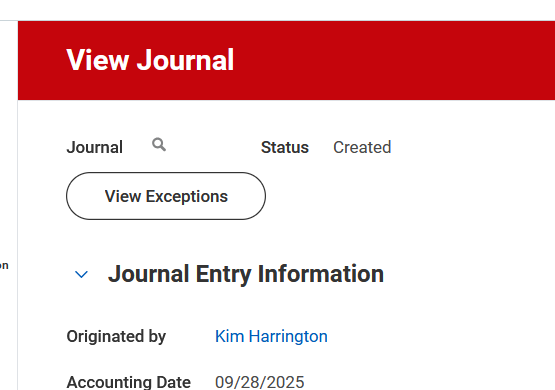 View Journal
Journal Status Created
View Exceptions
on
Journal Entry Information
Originated by Kim Harrington
Accounting Date 09/28/2025